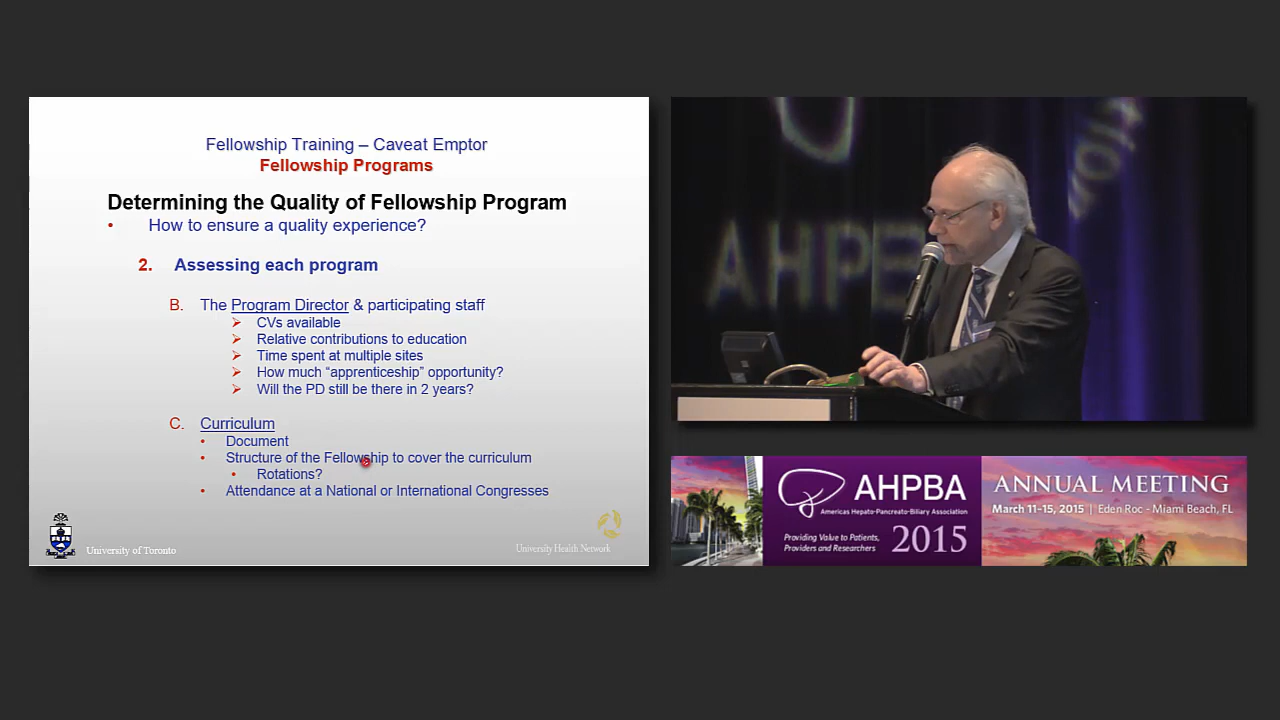 Fellowship Training – Caveat Emptor
Fellowship Programs
Determining the Quality of Fellowship Program
• How to ensure a quality experience?
2. Assessing each program
B. The Program Director & participating staff
➢ CVs available
➢ Relative contributions to education
➢ Time spent at multiple sites
➢ How much “apprenticeship” opportunity?
➢ Will the PD still be there in 2 years?
C. Curriculum
• Document
• Structure of the Fellowship to cover the curriculum
• Rotations?
• Attendance at a National or International Congresses
University of Toronto
University Health Network
AHPBA
AHPBA
Americas Hepato-Pancreato-Biliary Association
2015
Providing Value to Patients,
Providers and Researchers
ANNUAL MEETING
March 11-15, 2015 | Eden Roc - Miami Beach, FL